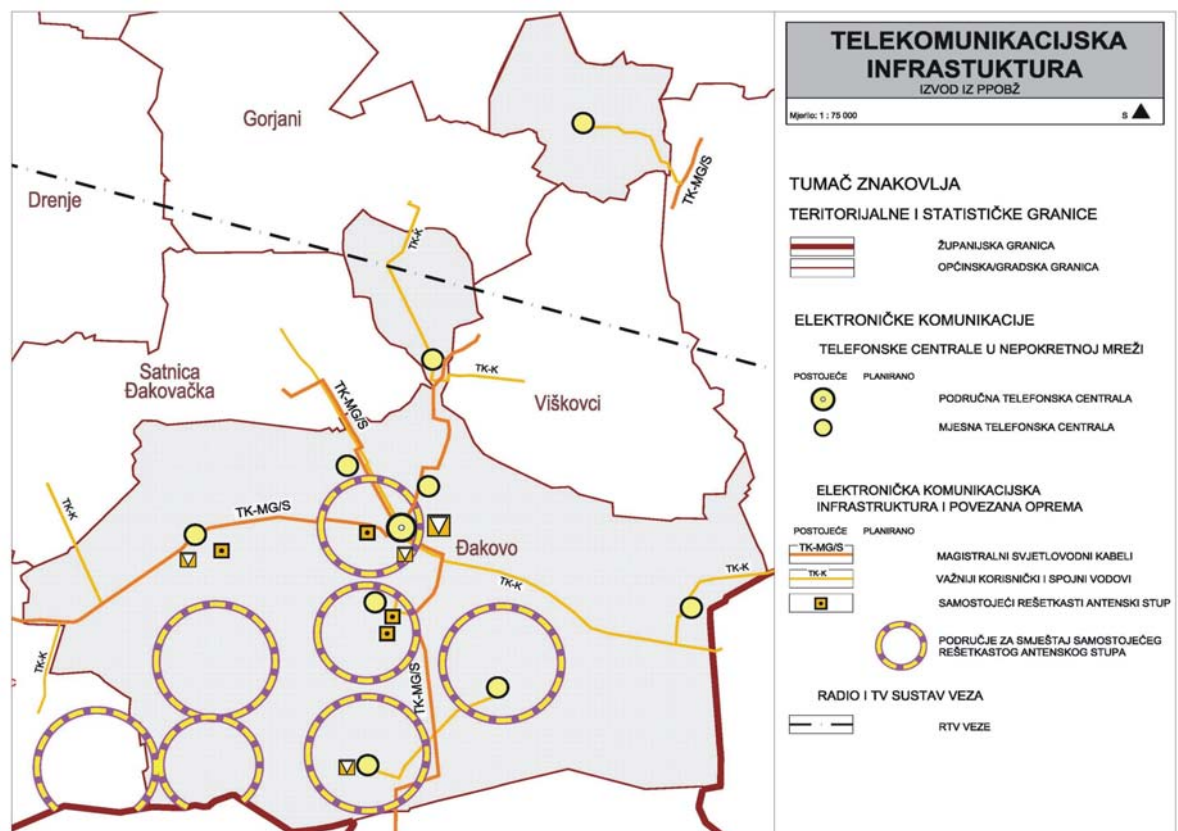 Gorjani
Drenje
Satnica
Đakovačka
Viškovci
Đakovo
TK-MG/S
TK-K
TK-K
TK-MG/S
TK-K
TK-MG/S
TK-K
TK-K
TK-K
TK-MG/S
TELEKOMUNIKACIJSKA
INFRASTUKTURA
IZVOD IZ PPOBŽ
Mjerilo: 1 : 75 000
S
TUMAČ ZNAKOVLJA
TERITORIJALNE I STATISTIČKE GRANICE
ŽUPANIJSKA GRANICA
OPĆINSKA/GRADSKA GRANICA
ELEKTRONIČKE KOMUNIKACIJE
TELEFONSKE CENTRALE U NEPOKRETNOJ MREŽI
POSTOJEĆE PLANIRANO
PODRUČNA TELEFONSKA CENTRALA
MJESNA TELEFONSKA CENTRALA
ELEKTRONIČKA KOMUNIKACIJSKA
INFRASTRUKTURA I POVEZANA OPREMA
POSTOJEĆE PLANIRANO
TK-MG/S MAGISTRALNI SVJETLOVODNI KABELI
TK-K VAŽNIJI KORISNIČKI I SPOJNI VODOVI
SAMOSTOJEĆI REŠETKASTI ANTENSKI STUP
PODRUČJE ZA SMJEŠTAJ SAMOSTOJEĆEG
REŠETKASTOG ANTENSKOG STUPA
RADIO I TV SUSTAV VEZA
RTV VEZE